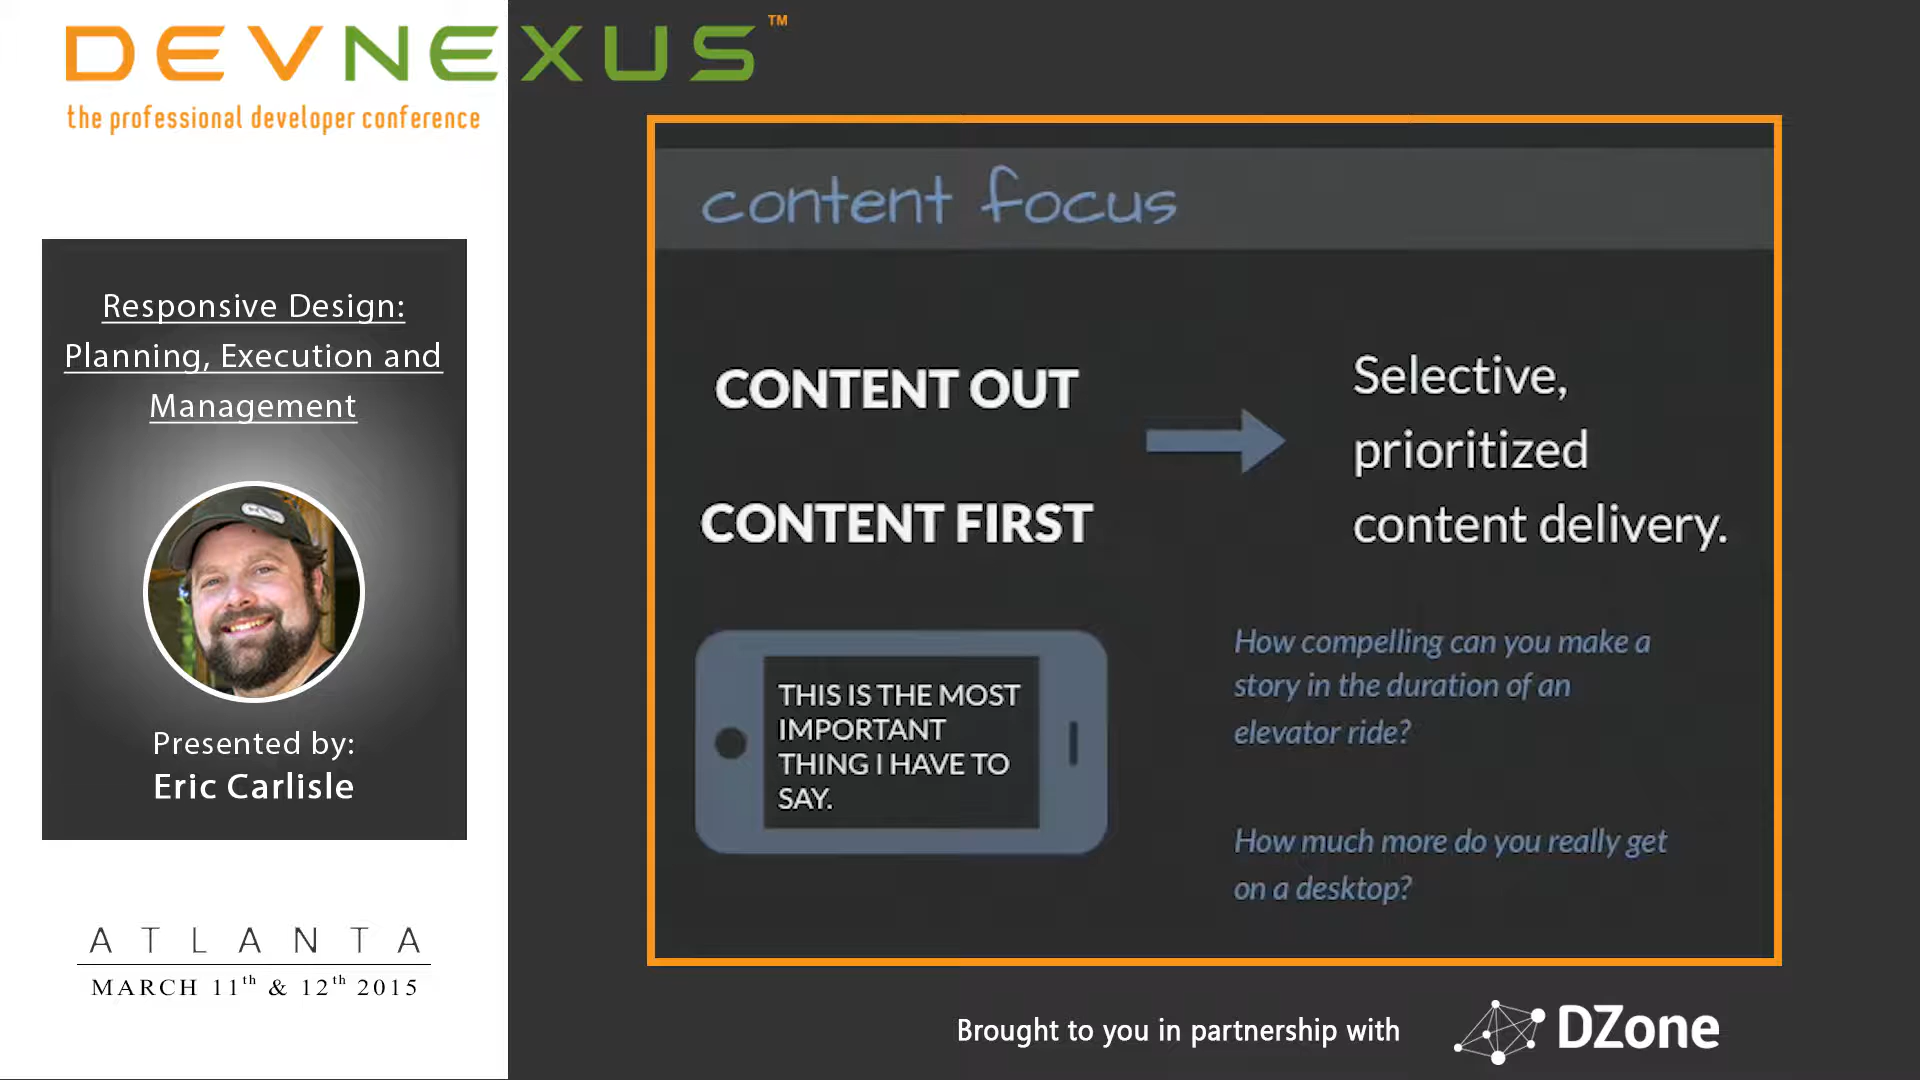 DEVNEXUS™
the professional developer conference
Responsive Design:
Planning, Execution and
Management
Presented by:
Eric Carlisle
ATLANTA
MARCH 11th & 12th 2015
content focus
CONTENT OUT
CONTENT FIRST
Selective,
prioritized
content delivery.
THIS IS THE MOST
IMPORTANT
THING I HAVE TO
SAY.
How compelling can you make a
story in the duration of an
elevator ride?
How much more do you really get
on a desktop?
Brought to you in partnership with
DZone